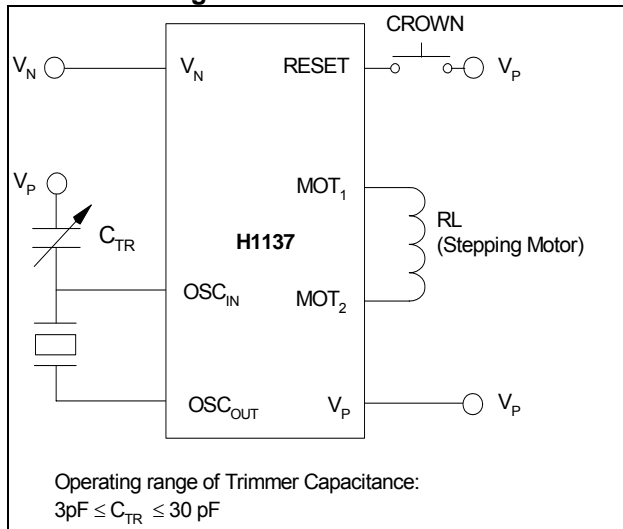 CROWN
V_N
V_N
RESET
V_P
V_P
MOT_1
C_TR
H1137
RL
(Stepping Motor)
OSC_IN
MOT_2
OSC_OUT
V_P
V_P
Operating range of Trimmer Capacitance:
3pF ≤ C_TR ≤ 30 pF